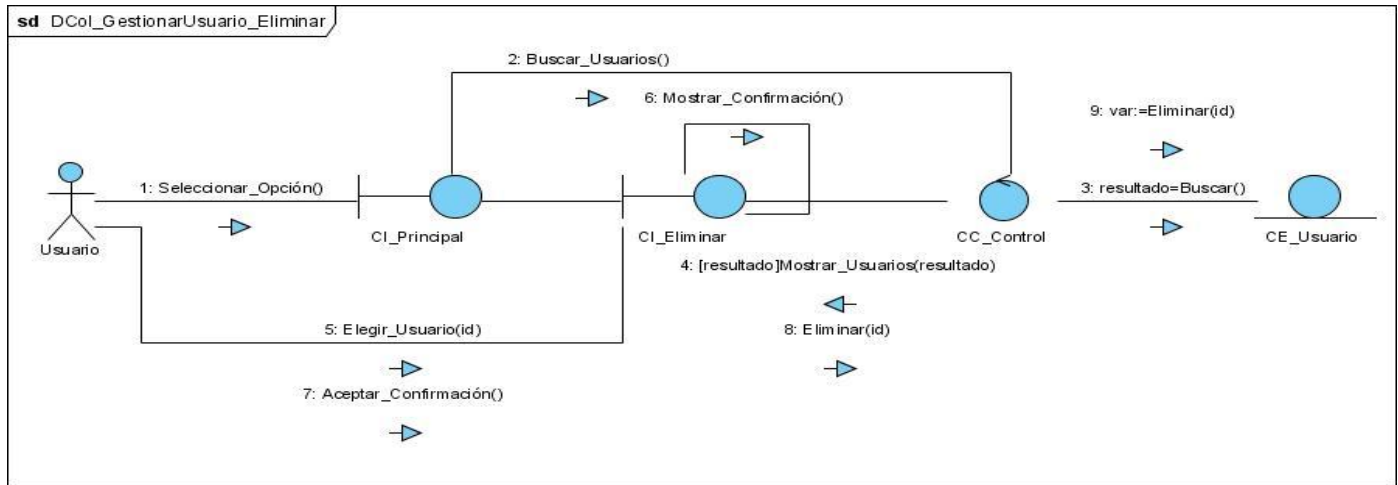 sd DCol_GestionarUsuario_Eliminar
2: Buscar_Usuarios()
6: Mostrar_Confirmación()
9: var:=Eliminar(id)
1: Seleccionar_Opción()
3: resultado=Buscar()
Usuario
CI_Principal
CI_Eliminar
CC_Control
CE_Usuario
4: [resultado]Mostrar_Usuarios(resultado)
5: Elegir_Usuario(id)
8: Eliminar(id)
7: Aceptar_Confirmación()